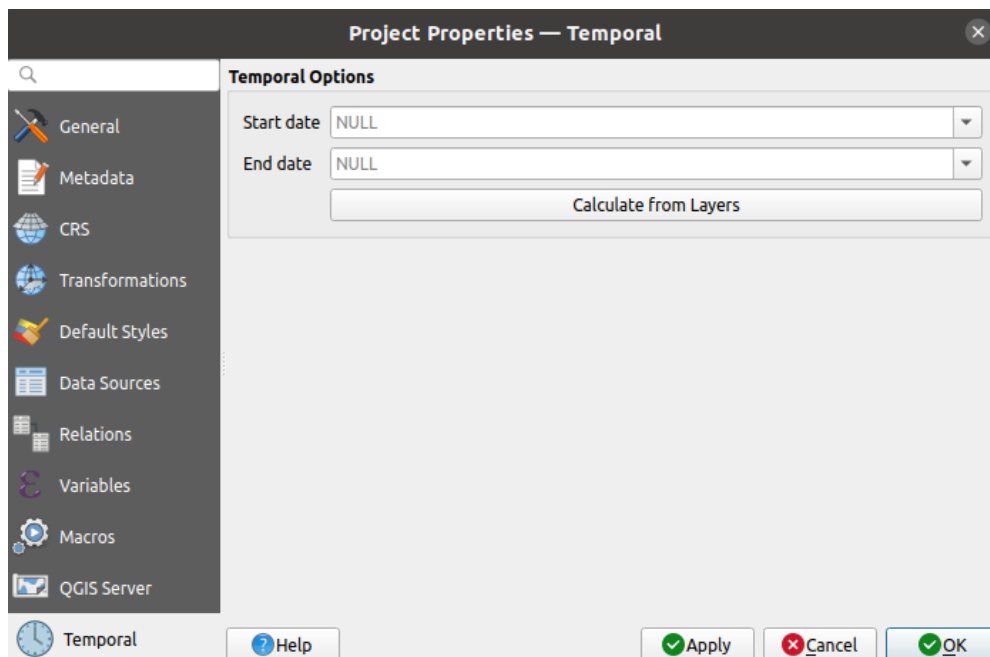 Project Properties — Temporal
Temporal Options
General
Metadata
CRS
Transformations
Default Styles
Data Sources
Relations
Variables
Macros
QGIS Server
Temporal
Start date NULL
End date NULL
Calculate from Layers
Help
Apply
Cancel
OK